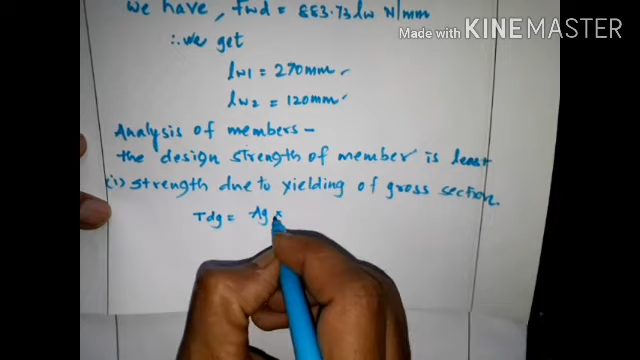 we have, Fwd = 883.73 lw N/mm
Made with KINEMASTER
∴ we get
lw1 = 270mm ✓
lw2 = 120mm ✓
Analysis of members -
the design strength of member is least
(i) strength due to yielding of gross section.
Tdg = Ag ×